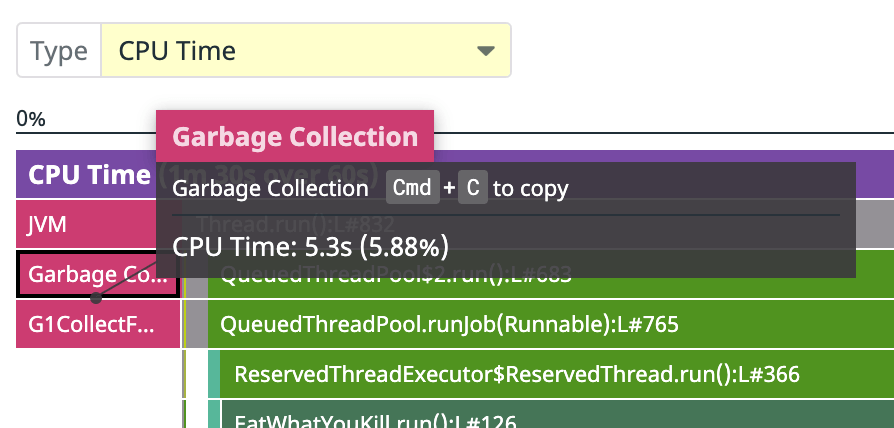 Type
CPU Time
0%
Garbage Collection
CPU Time (1m 30s over 60s)
Garbage Collection Cmd + C to copy
JVM
Thread.run():L#832
CPU Time: 5.3s (5.88%)
Garbage Co...
QueuedThreadPool$2.run():L#683
G1CollectF...
QueuedThreadPool.runJob(Runnable):L#765
ReservedThreadExecutor$ReservedThread.run():L#366
EatWhatYouKill.run():L#126